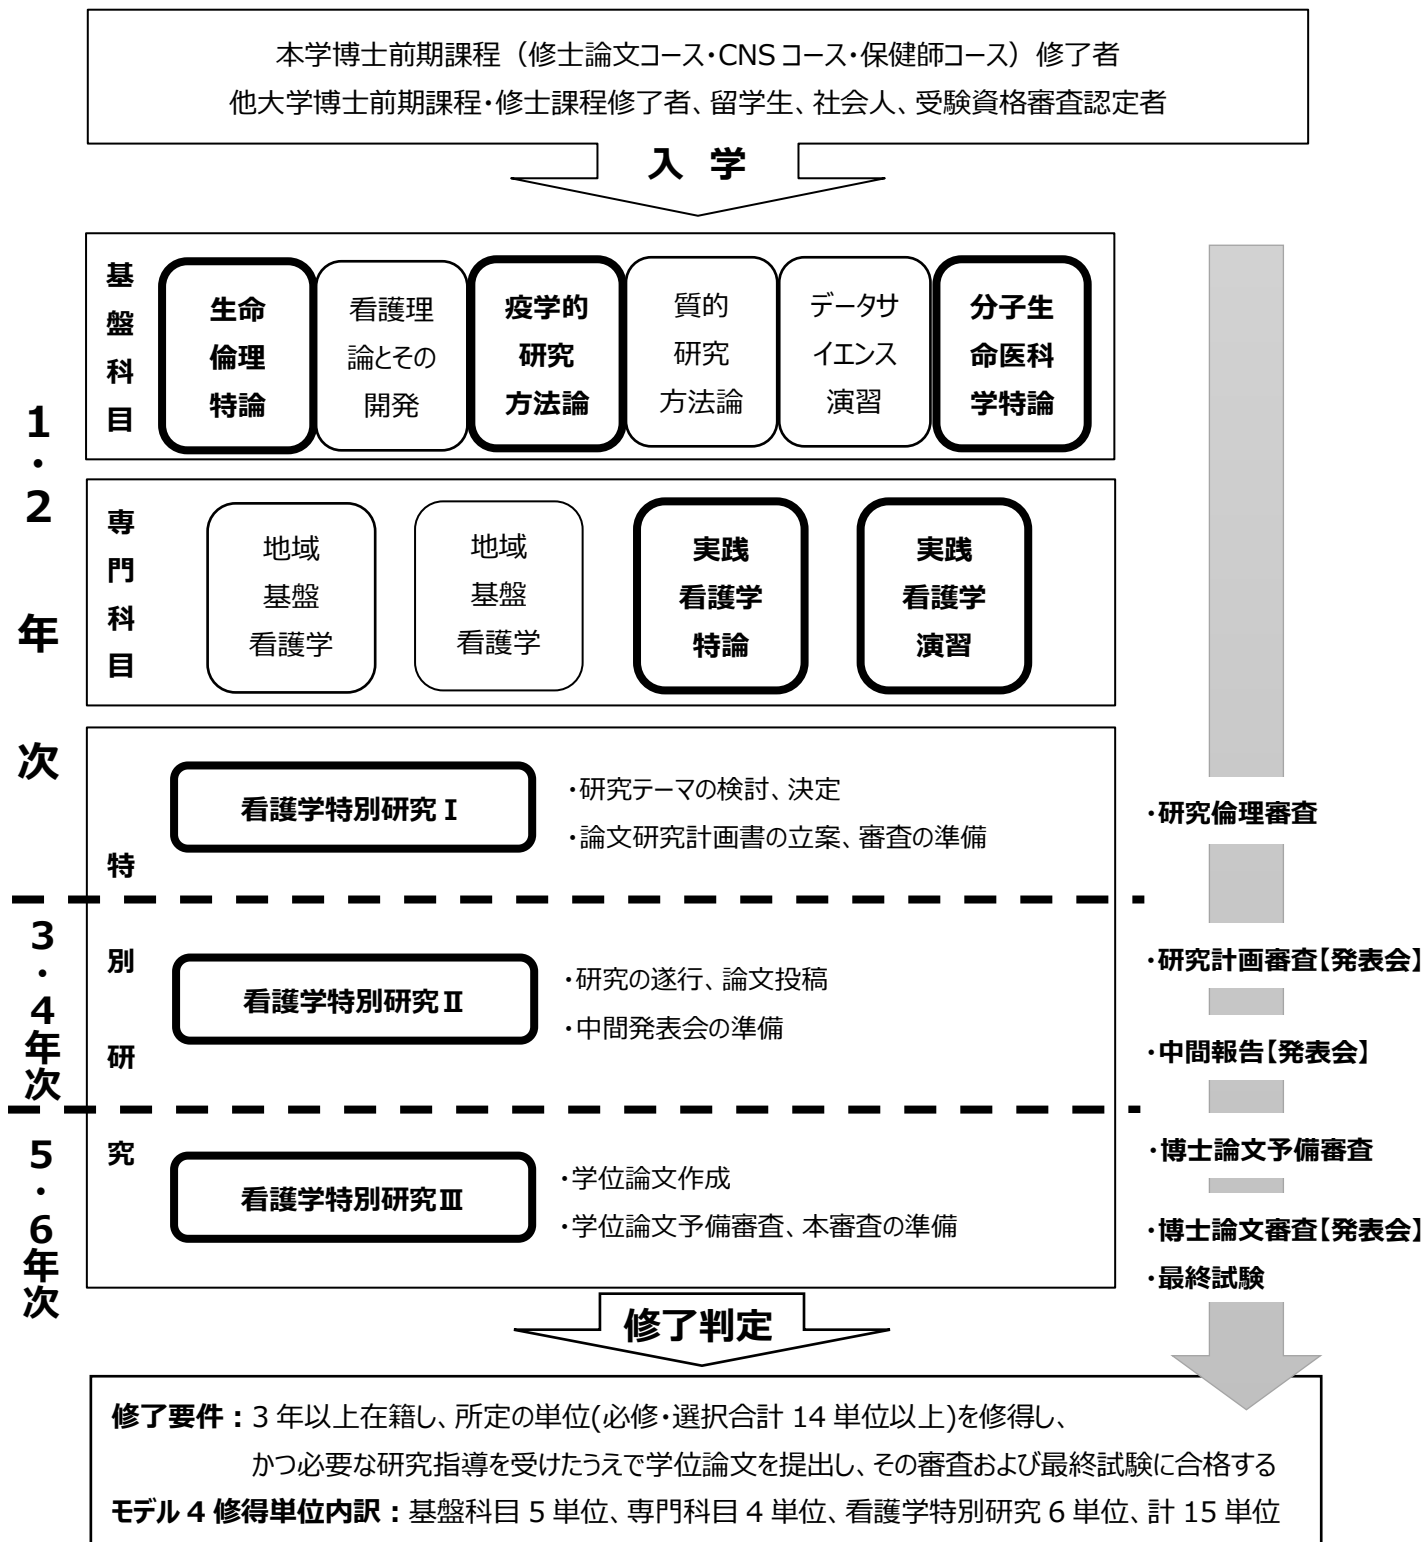 本学博士前期課程（修士論文コース・CNSコース・保健師コース）修了者
他大学博士前期課程・修士課程修了者、留学生、社会人、受験資格審査認定者
入 学
1・2年次
基盤科目
生命
倫理
特論
看護理
論とその
開発
疫学的
研究
方法論
質的
研究
方法論
データサ
イエンス
演習
分子生
命医科
学特論
専門科目
地域
基盤
看護学
地域
基盤
看護学
実践
看護学
特論
実践
看護学
演習
特別研究
看護学特別研究Ⅰ
・研究テーマの検討、決定
・論文研究計画書の立案、審査の準備
・研究倫理審査
3・4年次
看護学特別研究Ⅱ
・研究の遂行、論文投稿
・中間発表会の準備
・研究計画審査【発表会】
・中間報告【発表会】
5・6年次
看護学特別研究Ⅲ
・学位論文作成
・学位論文予備審査、本審査の準備
・博士論文予備審査
・博士論文審査【発表会】
・最終試験
修了判定
修了要件：3年以上在籍し、所定の単位(必修・選択合計 14 単位以上)を修得し、
かつ必要な研究指導を受けたうえで学位論文を提出し、その審査および最終試験に合格する
モデル 4 修得単位内訳：基盤科目 5 単位、専門科目 4 単位、看護学特別研究 6 単位、計 15 単位